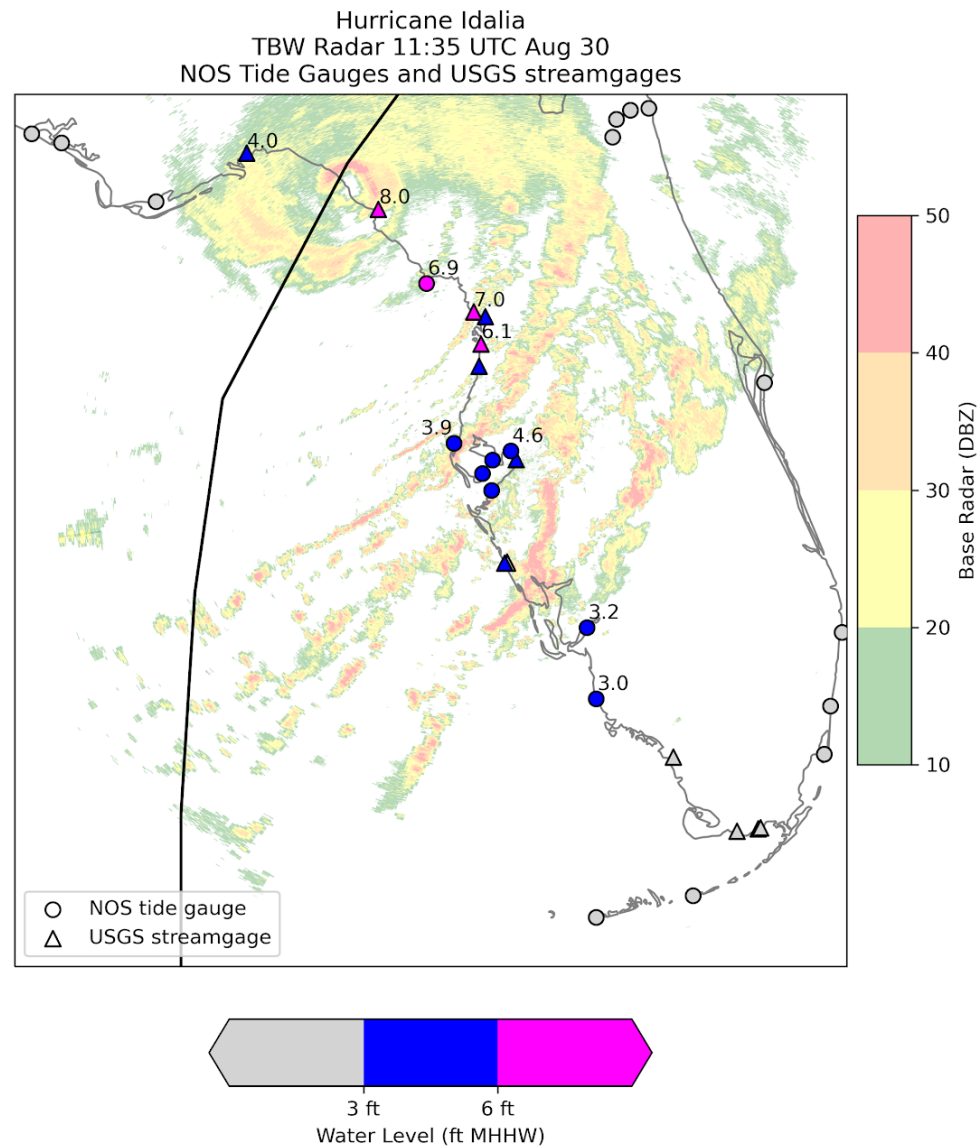 Hurricane Idalia
TBW Radar 11:35 UTC Aug 30
NOS Tide Gauges and USGS streamgages
4.0
8.0
6.9
7.0
6.1
3.9
4.6
3.2
3.0
NOS tide gauge
USGS streamgage
50
40
30
20
10
Base Radar (DBZ)
3 ft
6 ft
Water Level (ft MHHW)